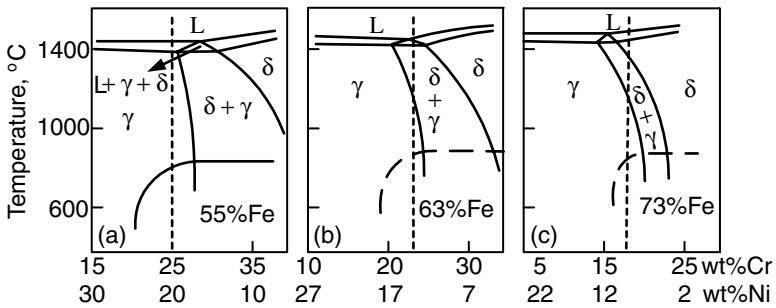 L
L
L
1400
1000
600
Temperature, °C
L+ γ + δ
γ
δ + γ
δ
γ
δ
+
γ
δ
γ
δ + γ
δ
(a)
55%Fe
(b)
63%Fe
(c)
73%Fe
15 25 35 10 20 30 5 15 25 wt%Cr
30 20 10 27 17 7 22 12 2 wt%Ni